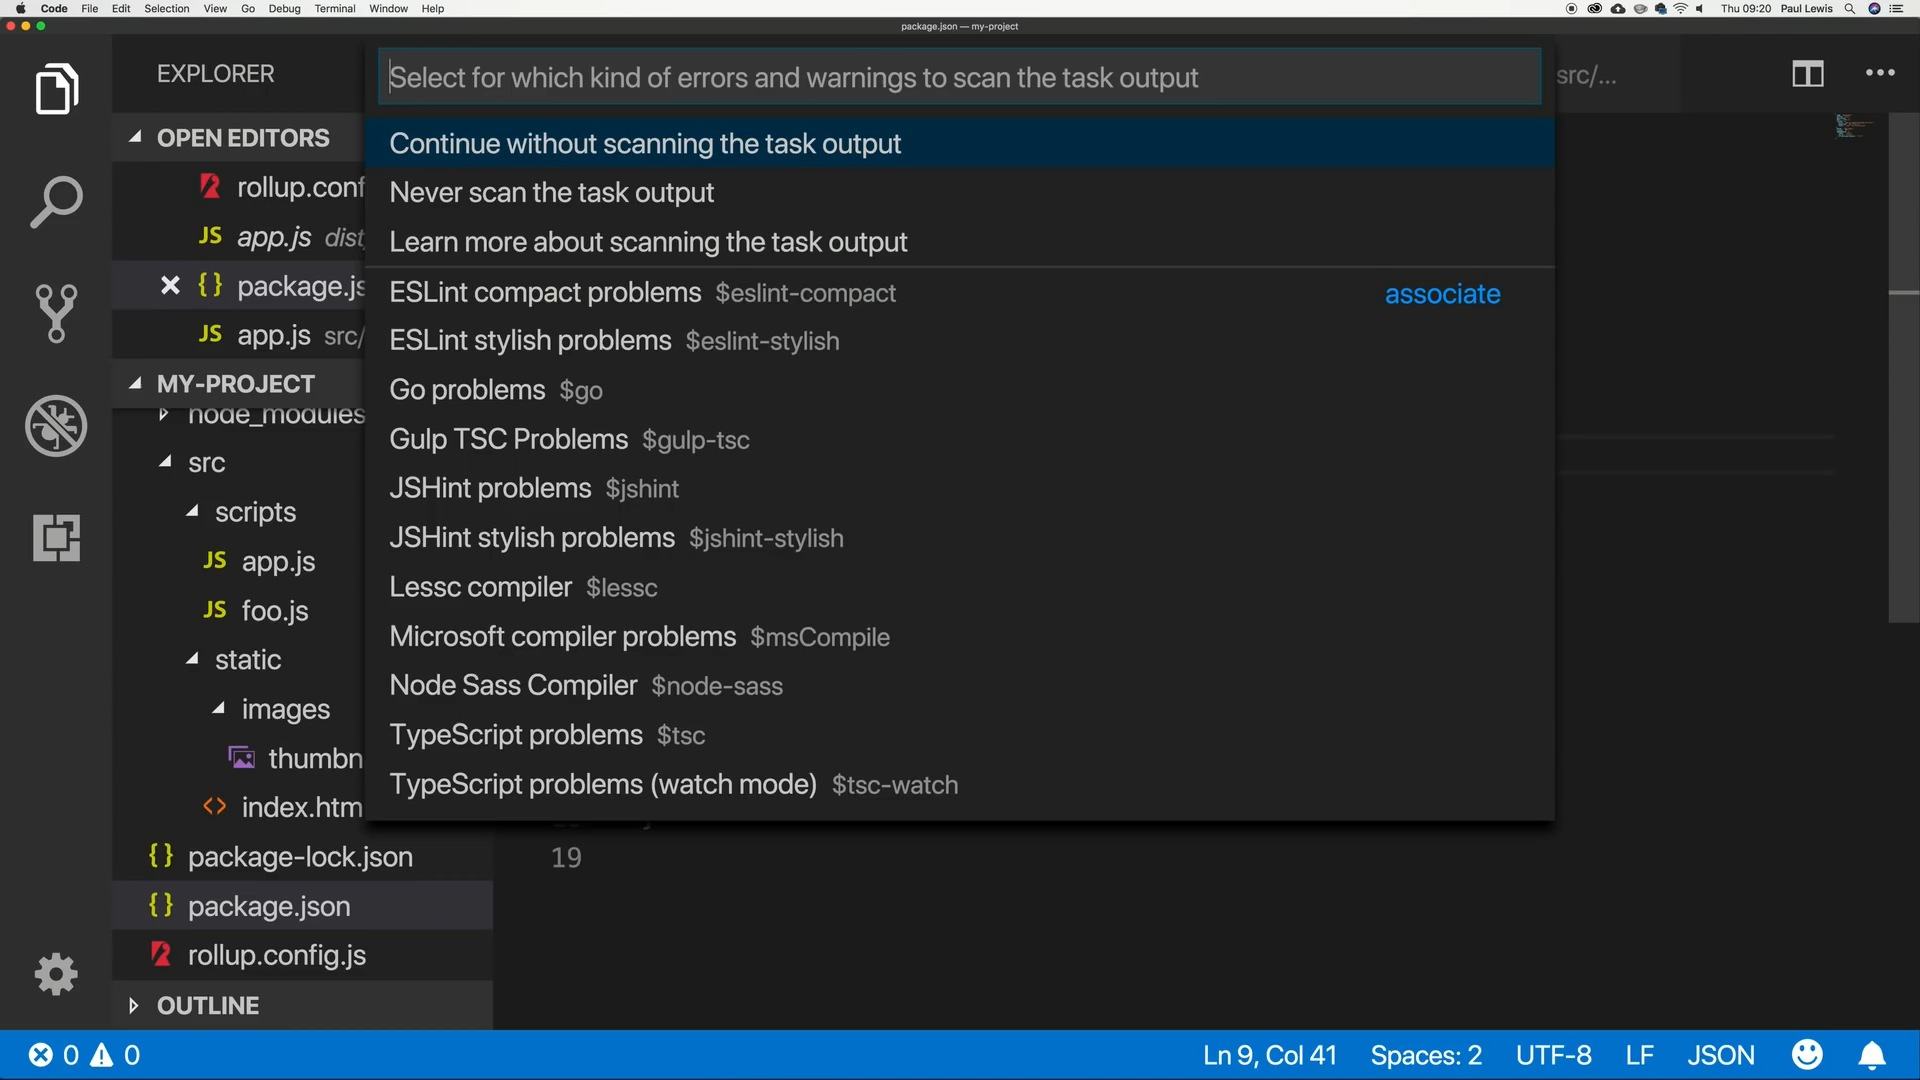 Code File Edit Selection View Go Debug Terminal Window Help
Thu 09:20 Paul Lewis
package.json — my-project
EXPLORER
Select for which kind of errors and warnings to scan the task output
src/...
OPEN EDITORS
Continue without scanning the task output
rollup.conf
Never scan the task output
JS app.js dist
Learn more about scanning the task output
{ } package.js
ESLint compact problems $eslint-compact
associate
JS app.js src/
ESLint stylish problems $eslint-stylish
MY-PROJECT
Go problems $go
node_modules
Gulp TSC Problems $gulp-tsc
src
JSHint problems $jshint
scripts
JSHint stylish problems $jshint-stylish
JS app.js
Lessc compiler $lessc
JS foo.js
Microsoft compiler problems $msCompile
static
Node Sass Compiler $node-sass
images
TypeScript problems $tsc
thumbn
TypeScript problems (watch mode) $tsc-watch
<> index.htm
{ } package-lock.json
19
{ } package.json
rollup.config.js
OUTLINE
0 0
Ln 9, Col 41 Spaces: 2 UTF-8 LF JSON